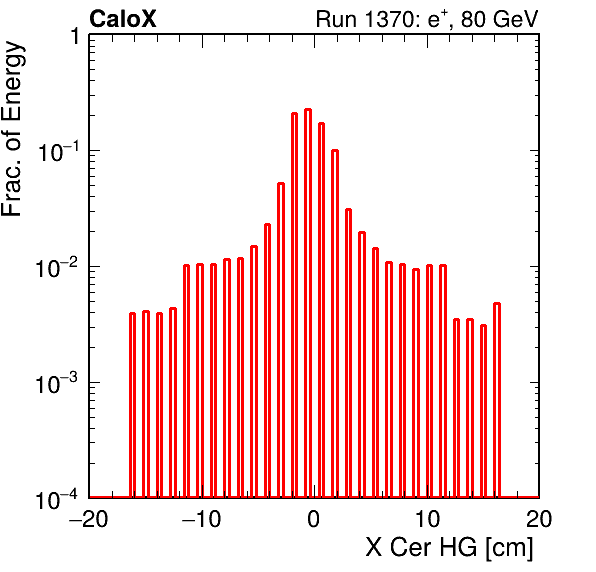 CaloX Run 1370: e⁺, 80 GeV
Frac. of Energy
1
10⁻¹
10⁻²
10⁻³
10⁻⁴
−20 −10 0 10 20
X Cer HG [cm]